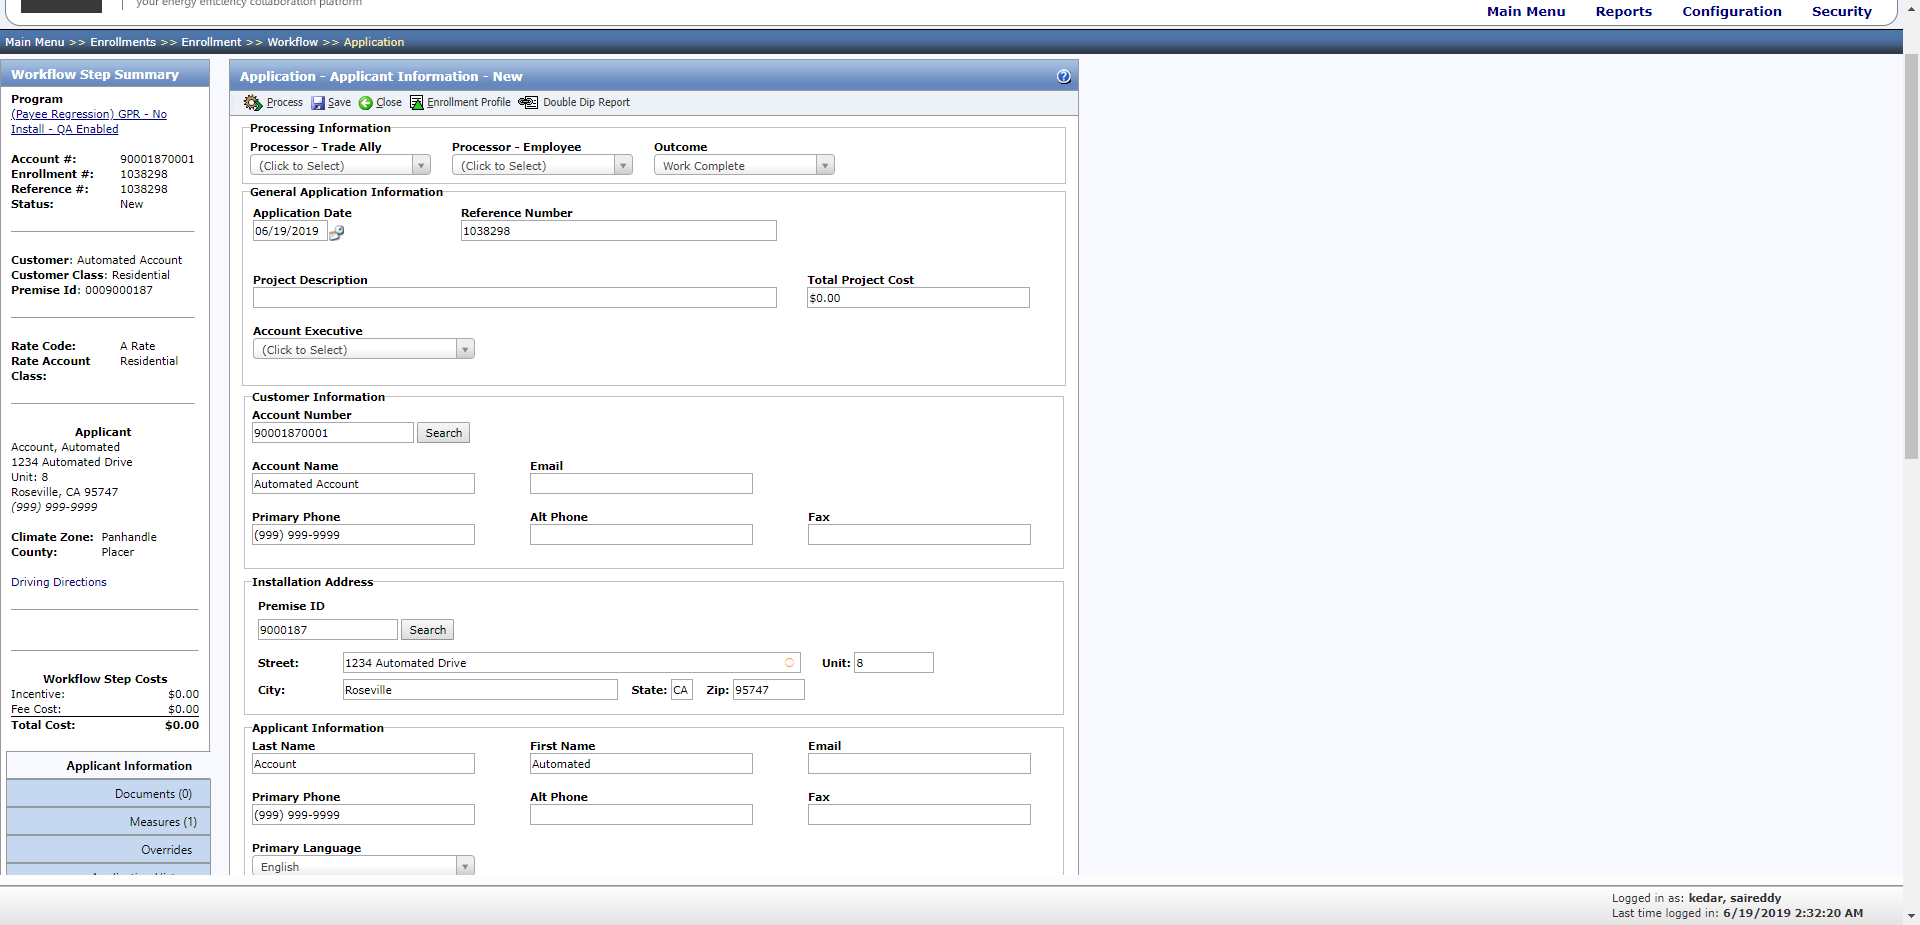 your energy efficiency collaboration platform
Main Menu Reports Configuration Security
Main Menu >> Enrollments >> Enrollment >> Workflow >> Application
Workflow Step Summary
Program
(Payee Regression) GPR - No
Install - QA Enabled
Account #: 90001870001
Enrollment #: 1038298
Reference #: 1038298
Status: New
Customer: Automated Account
Customer Class: Residential
Premise Id: 0009000187
Rate Code: A Rate
Rate Account Residential
Class:
Applicant
Account, Automated
1234 Automated Drive
Unit: 8
Roseville, CA 95747
(999) 999-9999
Climate Zone: Panhandle
County: Placer
Driving Directions
Workflow Step Costs
Incentive: $0.00
Fee Cost: $0.00
Total Cost: $0.00
Applicant Information
Documents (0)
Measures (1)
Overrides
Application - Applicant Information - New
Process Save Close Enrollment Profile Double Dip Report
Processing Information
Processor - Trade Ally Processor - Employee Outcome
(Click to Select) (Click to Select) Work Complete
General Application Information
Application Date Reference Number
06/19/2019 1038298
Project Description Total Project Cost
$0.00
Account Executive
(Click to Select)
Customer Information
Account Number
90001870001 Search
Account Name Email
Automated Account
Primary Phone Alt Phone Fax
(999) 999-9999
Installation Address
Premise ID
9000187 Search
Street: 1234 Automated Drive Unit: 8
City: Roseville State: CA Zip: 95747
Applicant Information
Last Name First Name Email
Account Automated
Primary Phone Alt Phone Fax
(999) 999-9999
Primary Language
English
Logged in as: kedar, saireddy
Last time logged in: 6/19/2019 2:32:20 AM